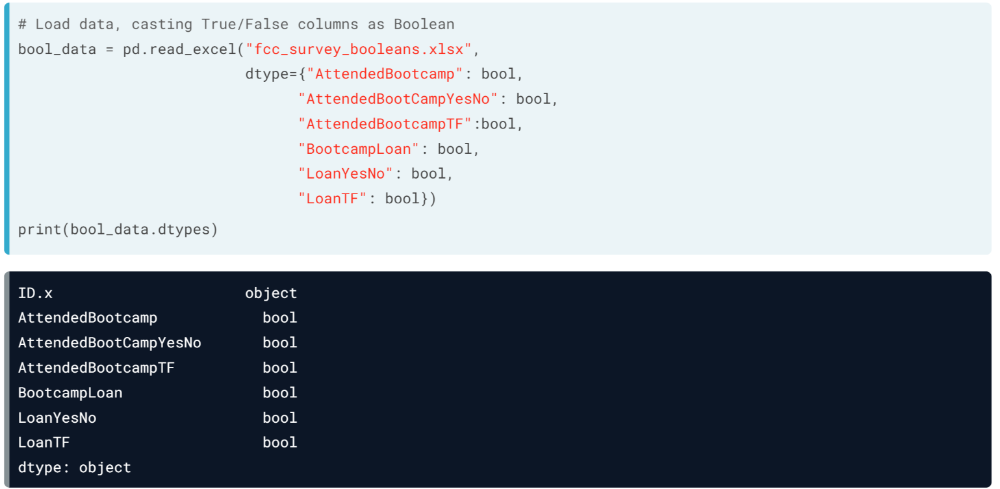 # Load data, casting True/False columns as Boolean
bool_data = pd.read_excel("fcc_survey_booleans.xlsx",
dtype={"AttendedBootcamp": bool,
"AttendedBootCampYesNo": bool,
"AttendedBootcampTF":bool,
"BootcampLoan": bool,
"LoanYesNo": bool,
"LoanTF": bool})
print(bool_data.dtypes)
ID.x object
AttendedBootcamp bool
AttendedBootCampYesNo bool
AttendedBootcampTF bool
BootcampLoan bool
LoanYesNo bool
LoanTF bool
dtype: object